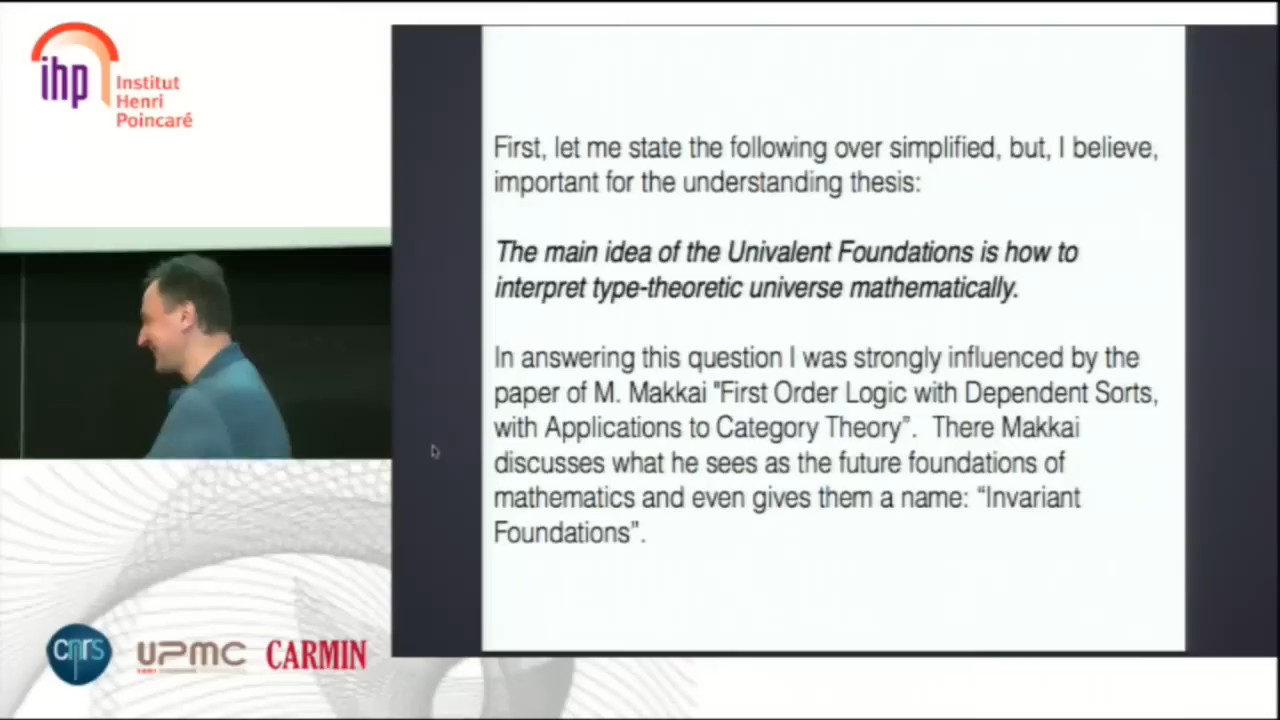 ihp
Institut
Henri
Poincaré
First, let me state the following over simplified, but, I believe,
important for the understanding thesis:
The main idea of the Univalent Foundations is how to
interpret type-theoretic universe mathematically.
In answering this question I was strongly influenced by the
paper of M. Makkai "First Order Logic with Dependent Sorts,
with Applications to Category Theory”. There Makkai
discusses what he sees as the future foundations of
mathematics and even gives them a name: “Invariant
Foundations”.
cnrs
UPMC
CARMIN